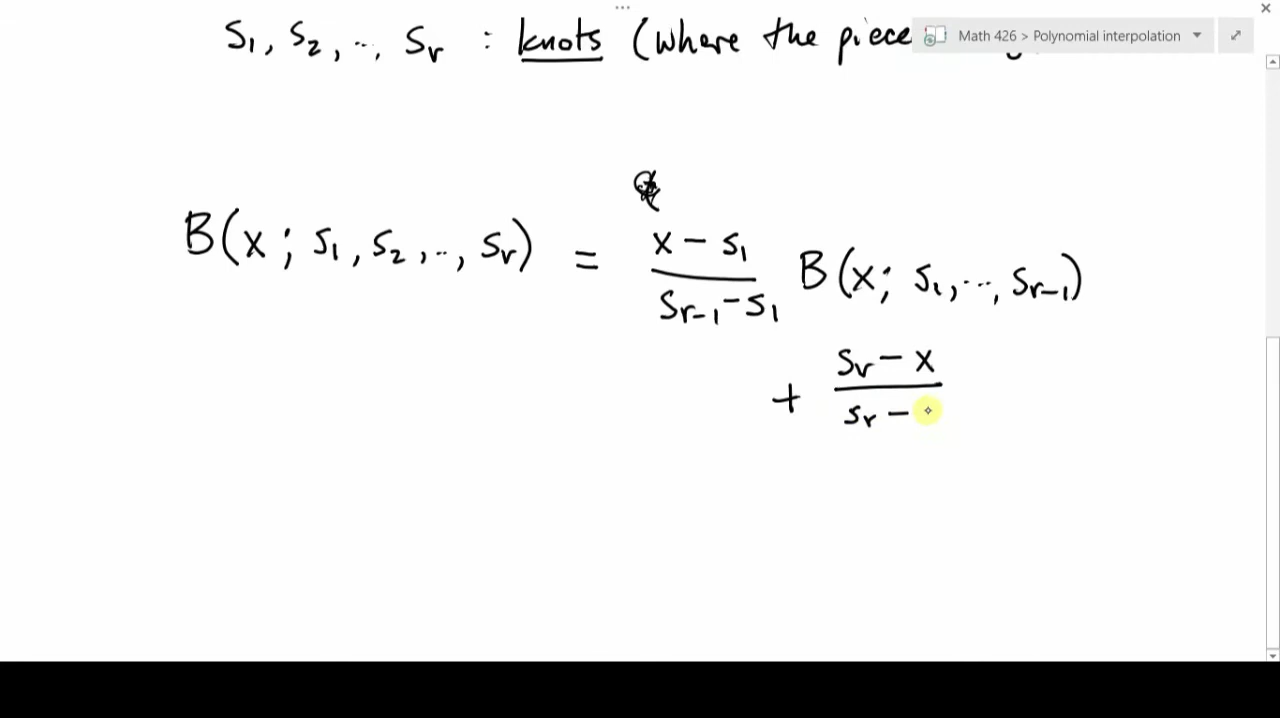 s₁, s₂, .., sᵣ : knots (where the piece
Math 426 > Polynomial interpolation
B(x; s₁, s₂, .., sᵣ) = (x - s₁)/(sᵣ₋₁ - s₁) B(x; s₁, ..., sᵣ₋₁)
+ (sᵣ - x)/(sᵣ -